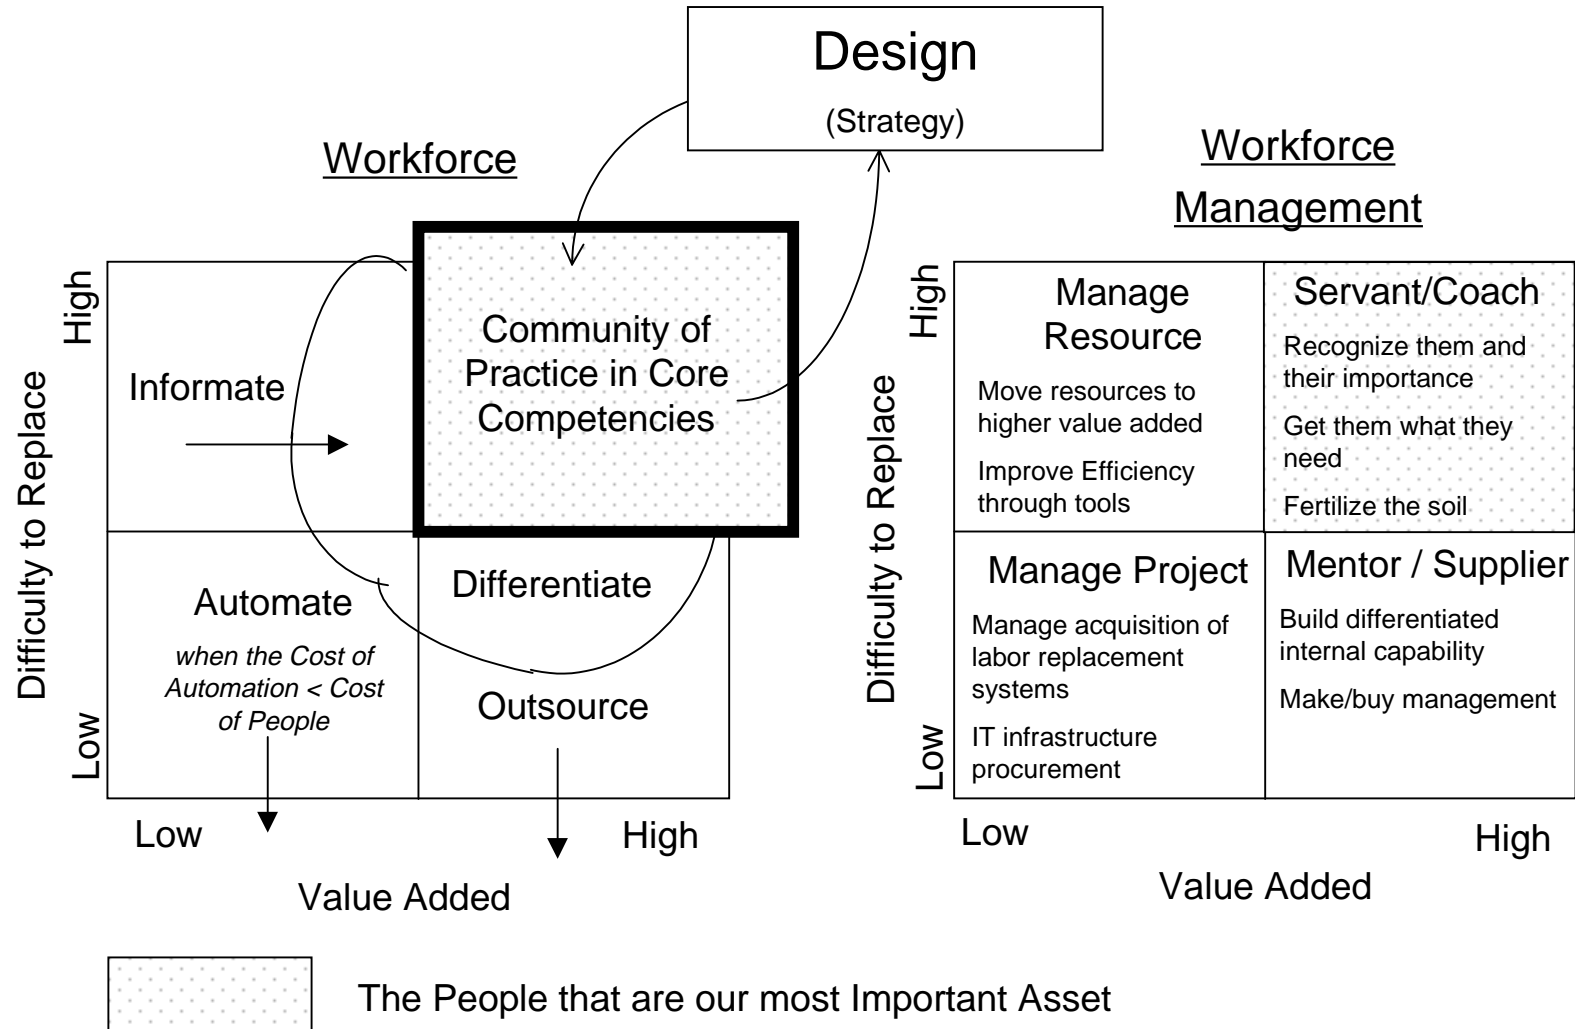 Design
(Strategy)
Workforce
High
Difficulty to Replace
Low
Informate
Community of
Practice in Core
Competencies
Automate
when the Cost of
Automation < Cost
of People
Differentiate
Outsource
Low
High
Value Added
Workforce
Management
High
Difficulty to Replace
Low
Manage
Resource
Move resources to
higher value added
Improve Efficiency
through tools
Servant/Coach
Recognize them and
their importance
Get them what they
need
Fertilize the soil
Manage Project
Manage acquisition of
labor replacement
systems
IT infrastructure
procurement
Mentor / Supplier
Build differentiated
internal capability
Make/buy management
Low
High
Value Added
The People that are our most Important Asset